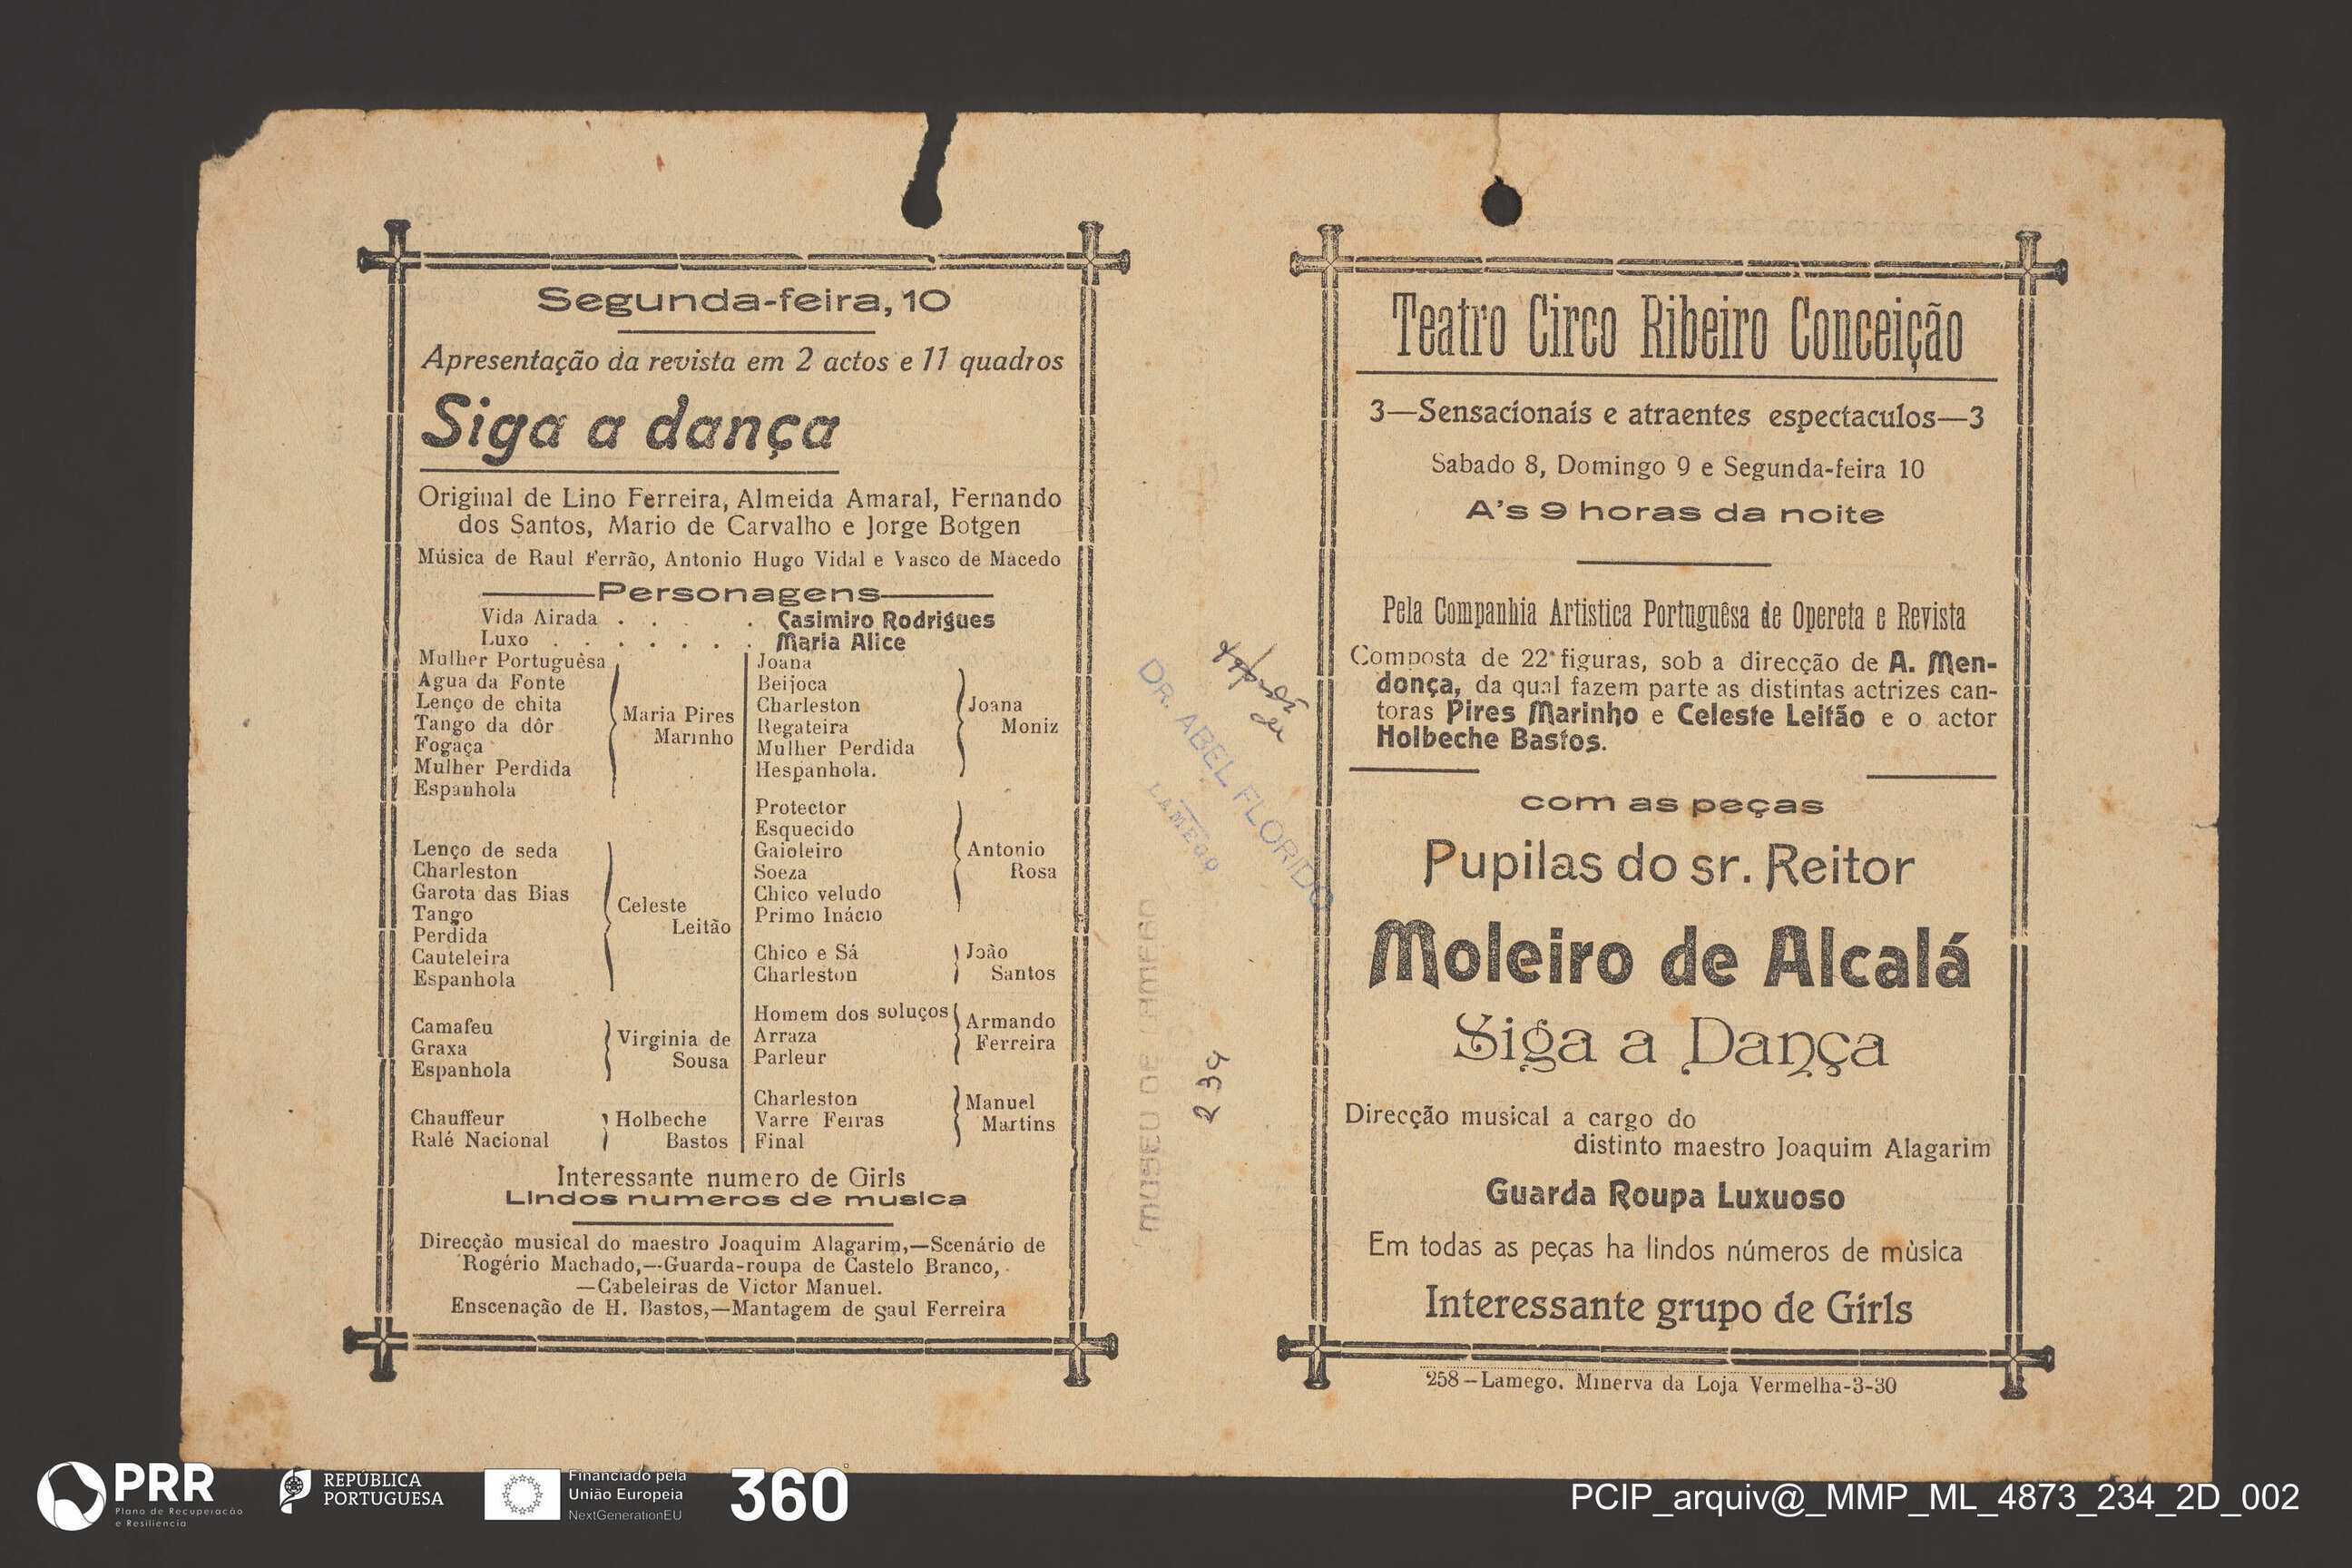 Segunda-feira, 10
Apresentação da revista em 2 actos e 11 quadros
Siga a dança
Original de Lino Ferreira, Almeida Amaral, Fernando
dos Santos, Mario de Carvalho e Jorge Botgen
Música de Raul Ferrão, Antonio Hugo Vidal e Vasco de Macedo
Personagens
Vida Airada . . . Casimiro Rodrigues
Luxo . . . . . . Maria Alice
Mulher Portuguêsa
Agua da Fonte
Lenço de chita
Tango da dôr
Fogaça
Mulher Perdida
Espanhola
Maria Pires
Marinho
Lenço de seda
Charleston
Garota das Bias
Tango
Perdida
Cauteleira
Espanhola
Celeste
Leitão
Camafeu
Graxa
Espanhola
Virginia de
Sousa
Chauffeur
Ralé Nacional
Holbeche
Bastos
Joana
Beijoca
Charleston
Regateira
Mulher Perdida
Hespanhola.
Joana
Moniz
Protector
Esquecido
Gaioleiro
Soeza
Chico veludo
Primo Inácio
Antonio
Rosa
Chico e Sá
Charleston
João
Santos
Homem dos soluços
Arraza
Parleur
Armando
Ferreira
Charleston
Varre Feiras
Final
Manuel
Martins
Interessante numero de Girls
Lindos numeros de musica
Direcção musical do maestro Joaquim Alagarim,—Scenário de
Rogério Machado,—Guarda-roupa de Castelo Branco,
—Cabeleiras de Victor Manuel.
Enscenação de H. Bastos,—Mantagem de saul Ferreira
DR. ABEL FLORIDO
LAMEGO
MUSEU DE LAMEGO
234
Teatro Circo Ribeiro Conceição
3—Sensacionais e atraentes espectaculos—3
Sabado 8, Domingo 9 e Segunda-feira 10
A's 9 horas da noite
Pela Companhia Artistica Portuguêsa de Opereta e Revista
Composta de 22 figuras, sob a direcção de A. Men-
donça, da qual fazem parte as distintas actrizes can-
toras Pires Marinho e Celeste Leitão e o actor
Holbeche Bastos.
com as peças
Pupilas do sr. Reitor
Moleiro de Alcalá
Siga a Dança
Direcção musical a cargo do
distinto maestro Joaquim Alagarim
Guarda Roupa Luxuoso
Em todas as peças ha lindos números de mùsica
Interessante grupo de Girls
258—Lamego. Minerva da Loja Vermelha-3-30
PRR
Plano de Recuperação
e Resiliência
REPÚBLICA
PORTUGUESA
Financiado pela
União Europeia
NextGenerationEU
360
PCIP_arquiv@_MMP_ML_4873_234_2D_002